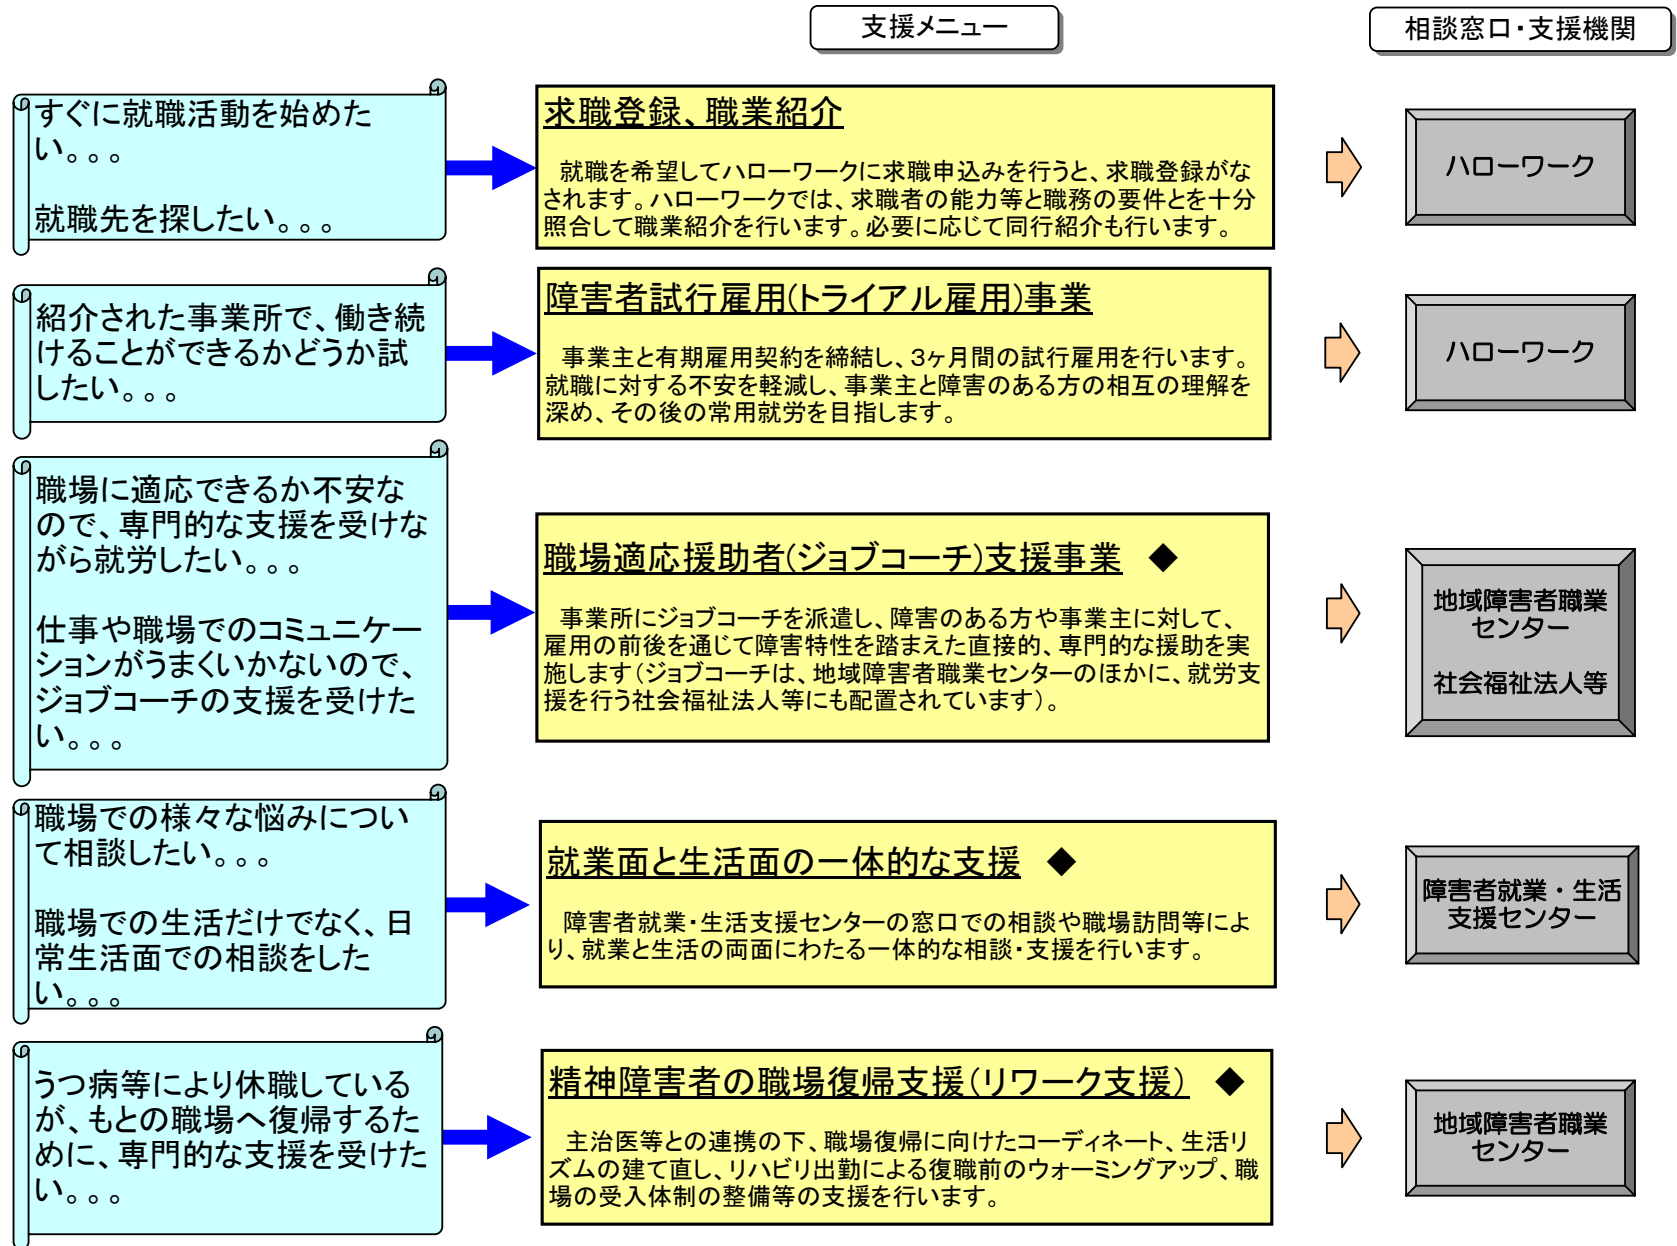 支援メニュー
相談窓口・支援機関
すぐに就職活動を始めた
い。。。
就職先を探したい。。。
求職登録、職業紹介
就職を希望してハローワークに求職申込みを行うと、求職登録がな
されます。ハローワークでは、求職者の能力等と職務の要件とを十分
照合して職業紹介を行います。必要に応じて同行紹介も行います。
ハローワーク
紹介された事業所で、働き続
けることができるかどうか試
したい。。。
障害者試行雇用(トライアル雇用)事業
事業主と有期雇用契約を締結し、3ヶ月間の試行雇用を行います。
就職に対する不安を軽減し、事業主と障害のある方の相互の理解を
深め、その後の常用就労を目指します。
ハローワーク
職場に適応できるか不安な
ので、専門的な支援を受けな
がら就労したい。。。
仕事や職場でのコミュニケー
ションがうまくいかないので、
ジョブコーチの支援を受けた
い。。。
職場適応援助者(ジョブコーチ)支援事業 ◆
事業所にジョブコーチを派遣し、障害のある方や事業主に対して、
雇用の前後を通じて障害特性を踏まえた直接的、専門的な援助を実
施します(ジョブコーチは、地域障害者職業センターのほかに、就労支
援を行う社会福祉法人等にも配置されています)。
地域障害者職業
センター
社会福祉法人等
職場での様々な悩みについ
て相談したい。。。
職場での生活だけでなく、日
常生活面での相談をした
い。。。
就業面と生活面の一体的な支援 ◆
障害者就業・生活支援センターの窓口での相談や職場訪問等によ
り、就業と生活の両面にわたる一体的な相談・支援を行います。
障害者就業・生活
支援センター
うつ病等により休職している
が、もとの職場へ復帰するた
めに、専門的な支援を受けた
い。。。
精神障害者の職場復帰支援(リワーク支援) ◆
主治医等との連携の下、職場復帰に向けたコーディネート、生活リ
ズムの建て直し、リハビリ出勤による復職前のウォーミングアップ、職
場の受入体制の整備等の支援を行います。
地域障害者職業
センター